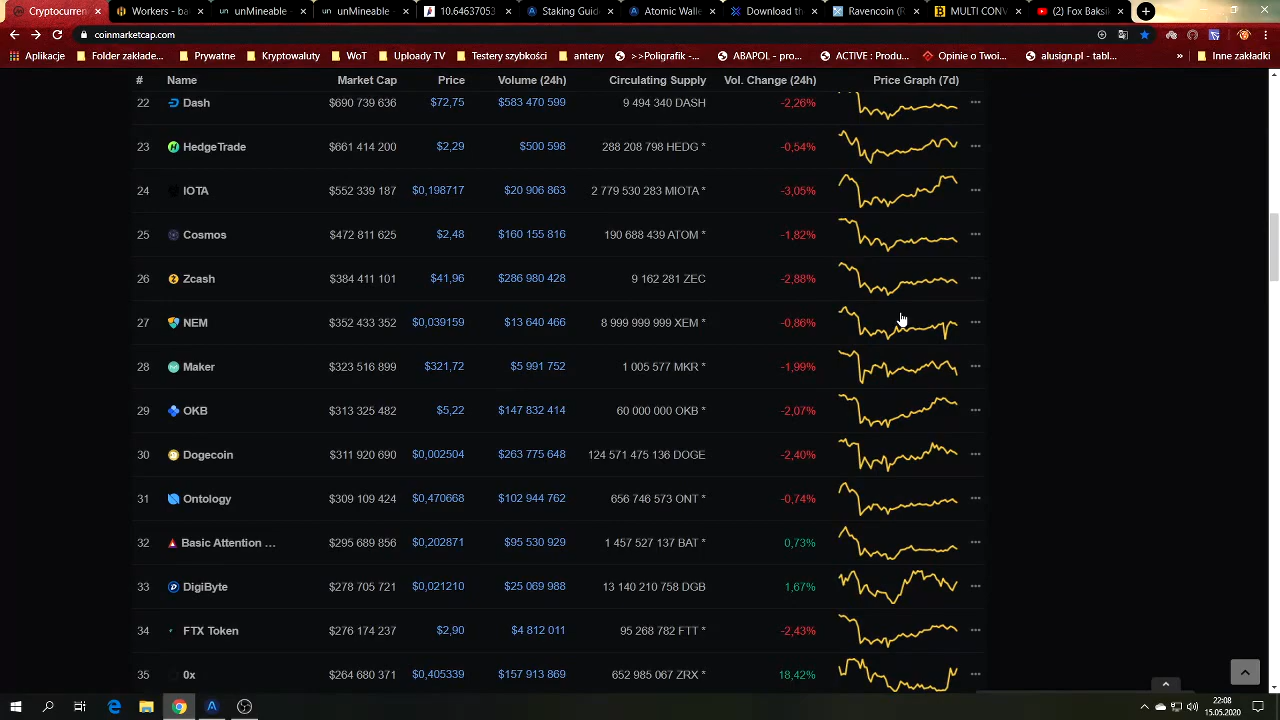 Cryptocurren
Workers - ba
unMineable -
unMineable -
10.64637053
Staking Guid
Atomic Walle
Download th
Ravencoin (R
MULTI CONV
(2) Fox Baksi
coinmarketcap.com
Aplikacje
Folder zakładek...
Prywatne
Kryptowaluty
WoT
Uploady TV
Testery szybkości
anteny
>>Poligrafik -...
ABAPOL - pro...
ACTIVE : Produ...
Opinie o Twoi...
alusign.pl - tabl...
»
Inne zakładki
# Name Market Cap Price Volume (24h) Circulating Supply Vol. Change (24h) Price Graph (7d)
22 Dash $690 739 636 $72,75 $583 470 599 9 494 340 DASH -2,26%
23 HedgeTrade $661 414 200 $2,29 $500 598 288 208 798 HEDG * -0,54%
24 IOTA $552 339 187 $0,198717 $20 906 863 2 779 530 283 MIOTA * -3,05%
25 Cosmos $472 811 625 $2,48 $160 155 816 190 688 439 ATOM * -1,82%
26 Zcash $384 411 101 $41,96 $286 980 428 9 162 281 ZEC -2,88%
27 NEM $352 433 352 $0,039159 $13 640 466 8 999 999 999 XEM * -0,86%
28 Maker $323 516 899 $321,72 $5 991 752 1 005 577 MKR * -1,99%
29 OKB $313 325 482 $5,22 $147 832 414 60 000 000 OKB * -2,07%
30 Dogecoin $311 920 690 $0,002504 $263 775 648 124 571 475 136 DOGE -2,40%
31 Ontology $309 109 424 $0,470668 $102 944 762 656 746 573 ONT * -0,74%
32 Basic Attention ... $295 689 856 $0,202871 $95 530 929 1 457 527 137 BAT * 0,73%
33 DigiByte $278 705 721 $0,021210 $25 069 988 13 140 210 758 DGB 1,67%
34 FTX Token $276 174 237 $2,90 $4 812 011 95 268 782 FTT * -2,43%
35 0x $264 680 371 $0,405339 $157 913 869 652 985 067 ZRX * 18,42%
22:08
15.05.2020